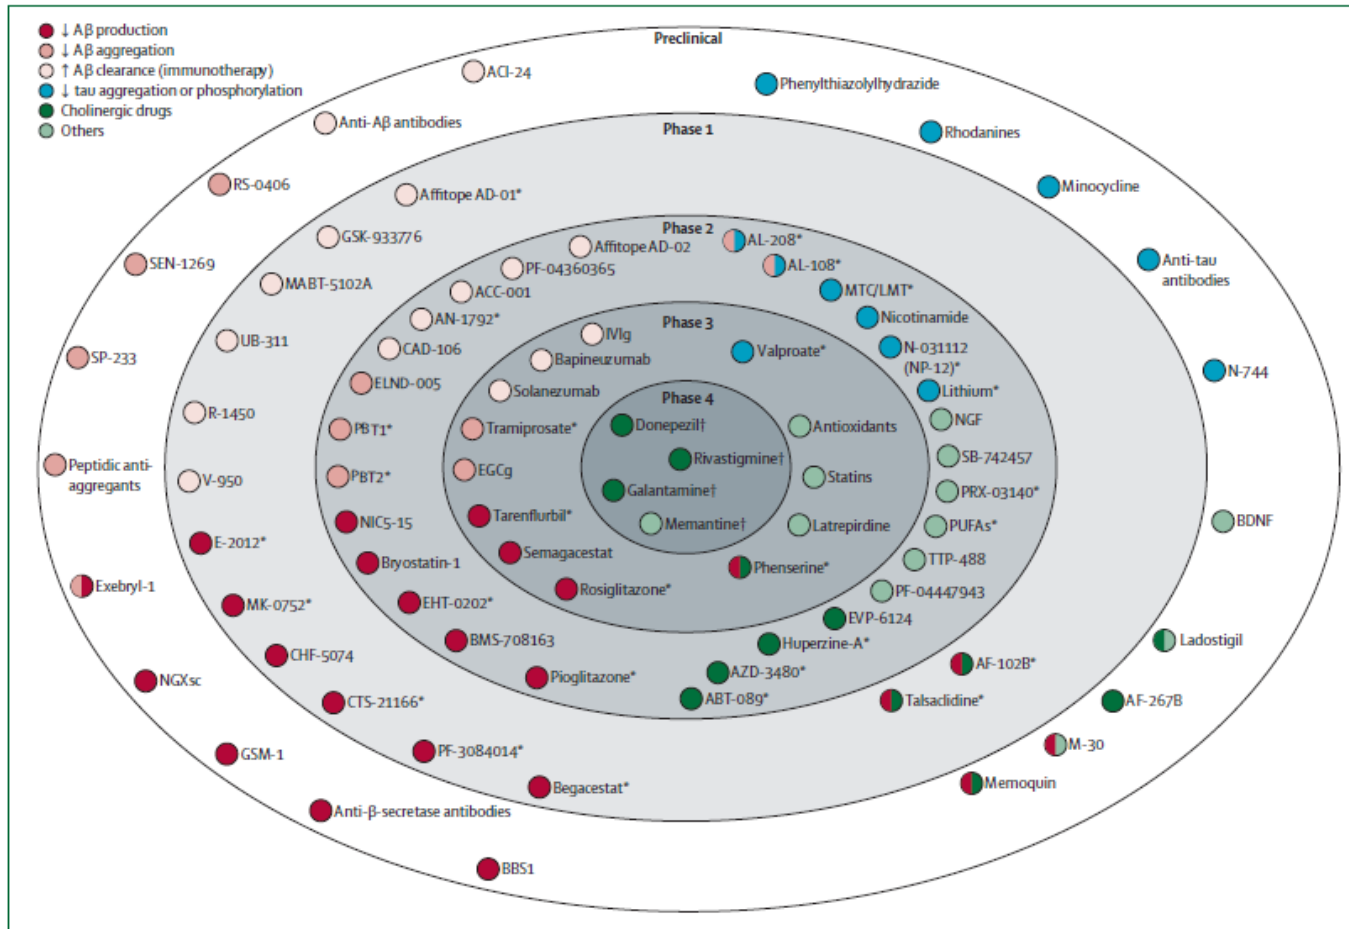 ↓ Aβ production
↓ Aβ aggregation
↑ Aβ clearance (immunotherapy)
↓ tau aggregation or phosphorylation
Cholinergic drugs
Others
Preclinical
ACI-24
Phenylthiazolylhydrazide
Anti-Aβ antibodies
Rhodanines
RS-0406
Minocycline
SEN-1269
Anti-tau
antibodies
SP-233
N-744
Peptidic anti-
aggregants
BDNF
Exebryl-1
Ladostigil
NGXsc
AF-267B
GSM-1
M-30
Memoquin
Anti-β-secretase antibodies
BBS1
Phase 1
Affitope AD-01*
GSK-933776
MABT-5102A
UB-311
R-1450
V-950
E-2012*
MK-0752*
CHF-5074
CTS-21166*
PF-3084014*
Begacestat*
AF-102B*
Talsaclidine*
Phase 2
Affitope AD-02
AL-208*
PF-04360365
AL-108*
ACC-001
MTC/LMT*
AN-1792*
Nicotinamide
CAD-106
N-031112
(NP-12)*
ELND-005
Lithium*
PBT1*
NGF
SB-742457
PBT2*
PRX-03140*
NIC5-15
PUFAs*
Bryostatin-1
TTP-488
EHT-0202*
PF-04447943
BMS-708163
EVP-6124
Pioglitazone*
Huperzine-A*
AZD-3480*
ABT-089*
Phase 3
IVIg
Bapineuzumab
Valproate*
Solanezumab
Tramiprosate*
Antioxidants
EGCg
Statins
Tarenflurbil*
Latrepirdine
Semagacestat
Phenserine*
Rosiglitazone*
Phase 4
Donepezil†
Rivastigmine†
Galantamine†
Memantine†